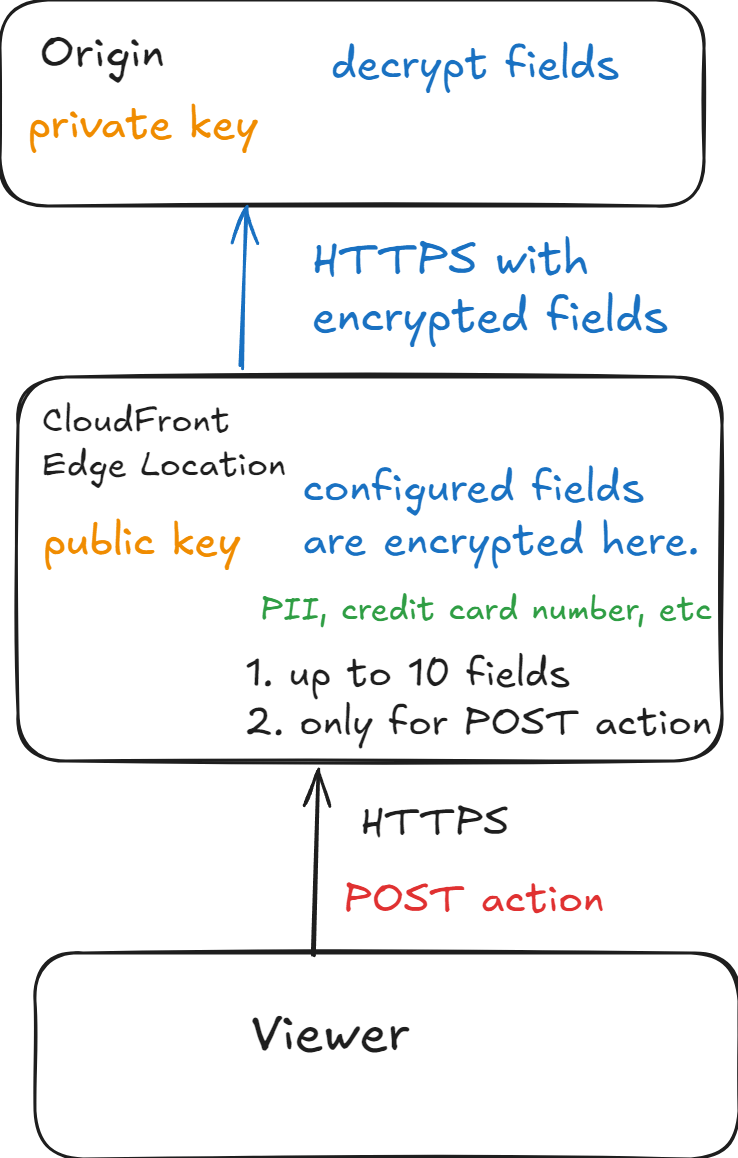 Origin
decrypt fields
private key
HTTPS with
encrypted fields
CloudFront
Edge Location
configured fields
public key
are encrypted here.
PII, credit card number, etc
1. up to 10 fields
2. only for POST action
HTTPS
POST action
Viewer